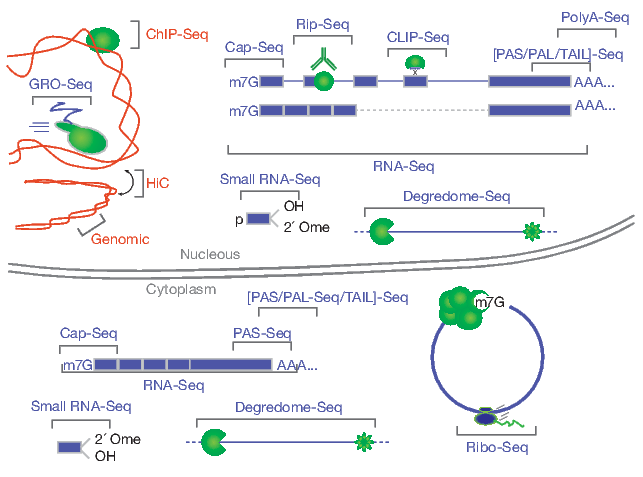 PolyA-Seq
Rip-Seq
ChIP-Seq
CLIP-Seq
Cap-Seq
[PAS/PAL/TAIL]-Seq
GRO-Seq
m7G
AAA...
m7G
AAA...
RNA-Seq
HiC
Small RNA-Seq
Degredome-Seq
OH
p
2′ Ome
Genomic
Nucleous
Cytoplasm
[PAS/PAL-Seq/TAIL]-Seq
m7G
Cap-Seq
PAS-Seq
m7G
AAA...
RNA-Seq
Small RNA-Seq
Degredome-Seq
2′ Ome
OH
Ribo-Seq